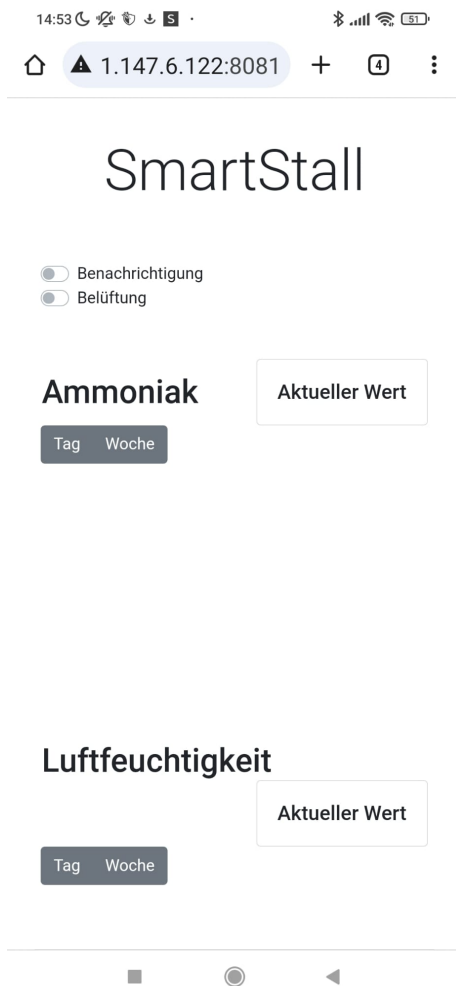 14:53
51
1.147.6.122:8081
4
SmartStall
Benachrichtigung
Belüftung
Ammoniak
Aktueller Wert
Tag Woche
Luftfeuchtigkeit
Aktueller Wert
Tag Woche